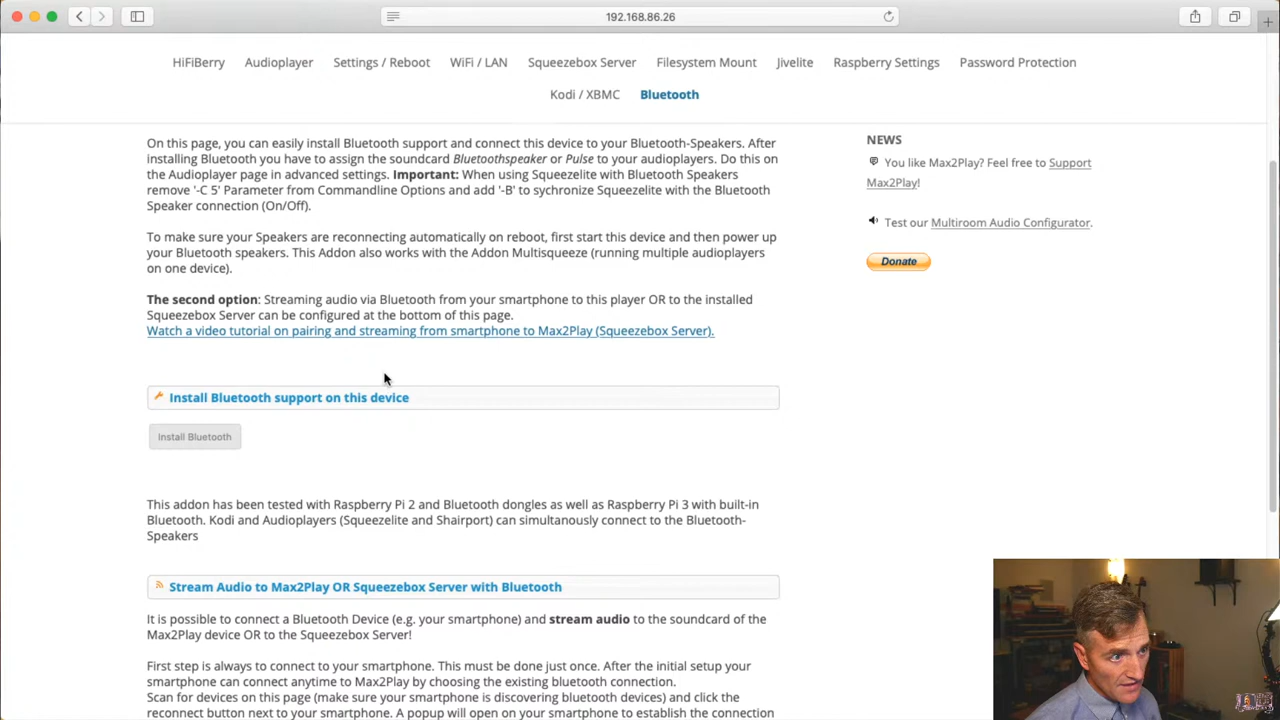 192.168.86.26
HiFiBerry Audioplayer Settings / Reboot WiFi / LAN Squeezebox Server Filesystem Mount Jivelite Raspberry Settings Password Protection
Kodi / XBMC Bluetooth
On this page, you can easily install Bluetooth support and connect this device to your Bluetooth-Speakers. After
installing Bluetooth you have to assign the soundcard Bluetoothspeaker or Pulse to your audioplayers. Do this on
the Audioplayer page in advanced settings. Important: When using Squeezelite with Bluetooth Speakers
remove '-C 5' Parameter from Commandline Options and add '-B' to sychronize Squeezelite with the Bluetooth
Speaker connection (On/Off).
To make sure your Speakers are reconnecting automatically on reboot, first start this device and then power up
your Bluetooth speakers. This Addon also works with the Addon Multisqueeze (running multiple audioplayers
on one device).
The second option: Streaming audio via Bluetooth from your smartphone to this player OR to the installed
Squeezebox Server can be configured at the bottom of this page.
Watch a video tutorial on pairing and streaming from smartphone to Max2Play (Squeezebox Server).
Install Bluetooth support on this device
Install Bluetooth
This addon has been tested with Raspberry Pi 2 and Bluetooth dongles as well as Raspberry Pi 3 with built-in
Bluetooth. Kodi and Audioplayers (Squeezelite and Shairport) can simultanously connect to the Bluetooth-
Speakers
Stream Audio to Max2Play OR Squeezebox Server with Bluetooth
It is possible to connect a Bluetooth Device (e.g. your smartphone) and stream audio to the soundcard of the
Max2Play device OR to the Squeezebox Server!
First step is always to connect to your smartphone. This must be done just once. After the initial setup your
smartphone can connect anytime to Max2Play by choosing the existing bluetooth connection.
Scan for devices on this page (make sure your smartphone is discovering bluetooth devices) and click the
reconnect button next to your smartphone. A popup will open on your smartphone to establish the connection
NEWS
You like Max2Play? Feel free to Support
Max2Play!
Test our Multiroom Audio Configurator.
Donate